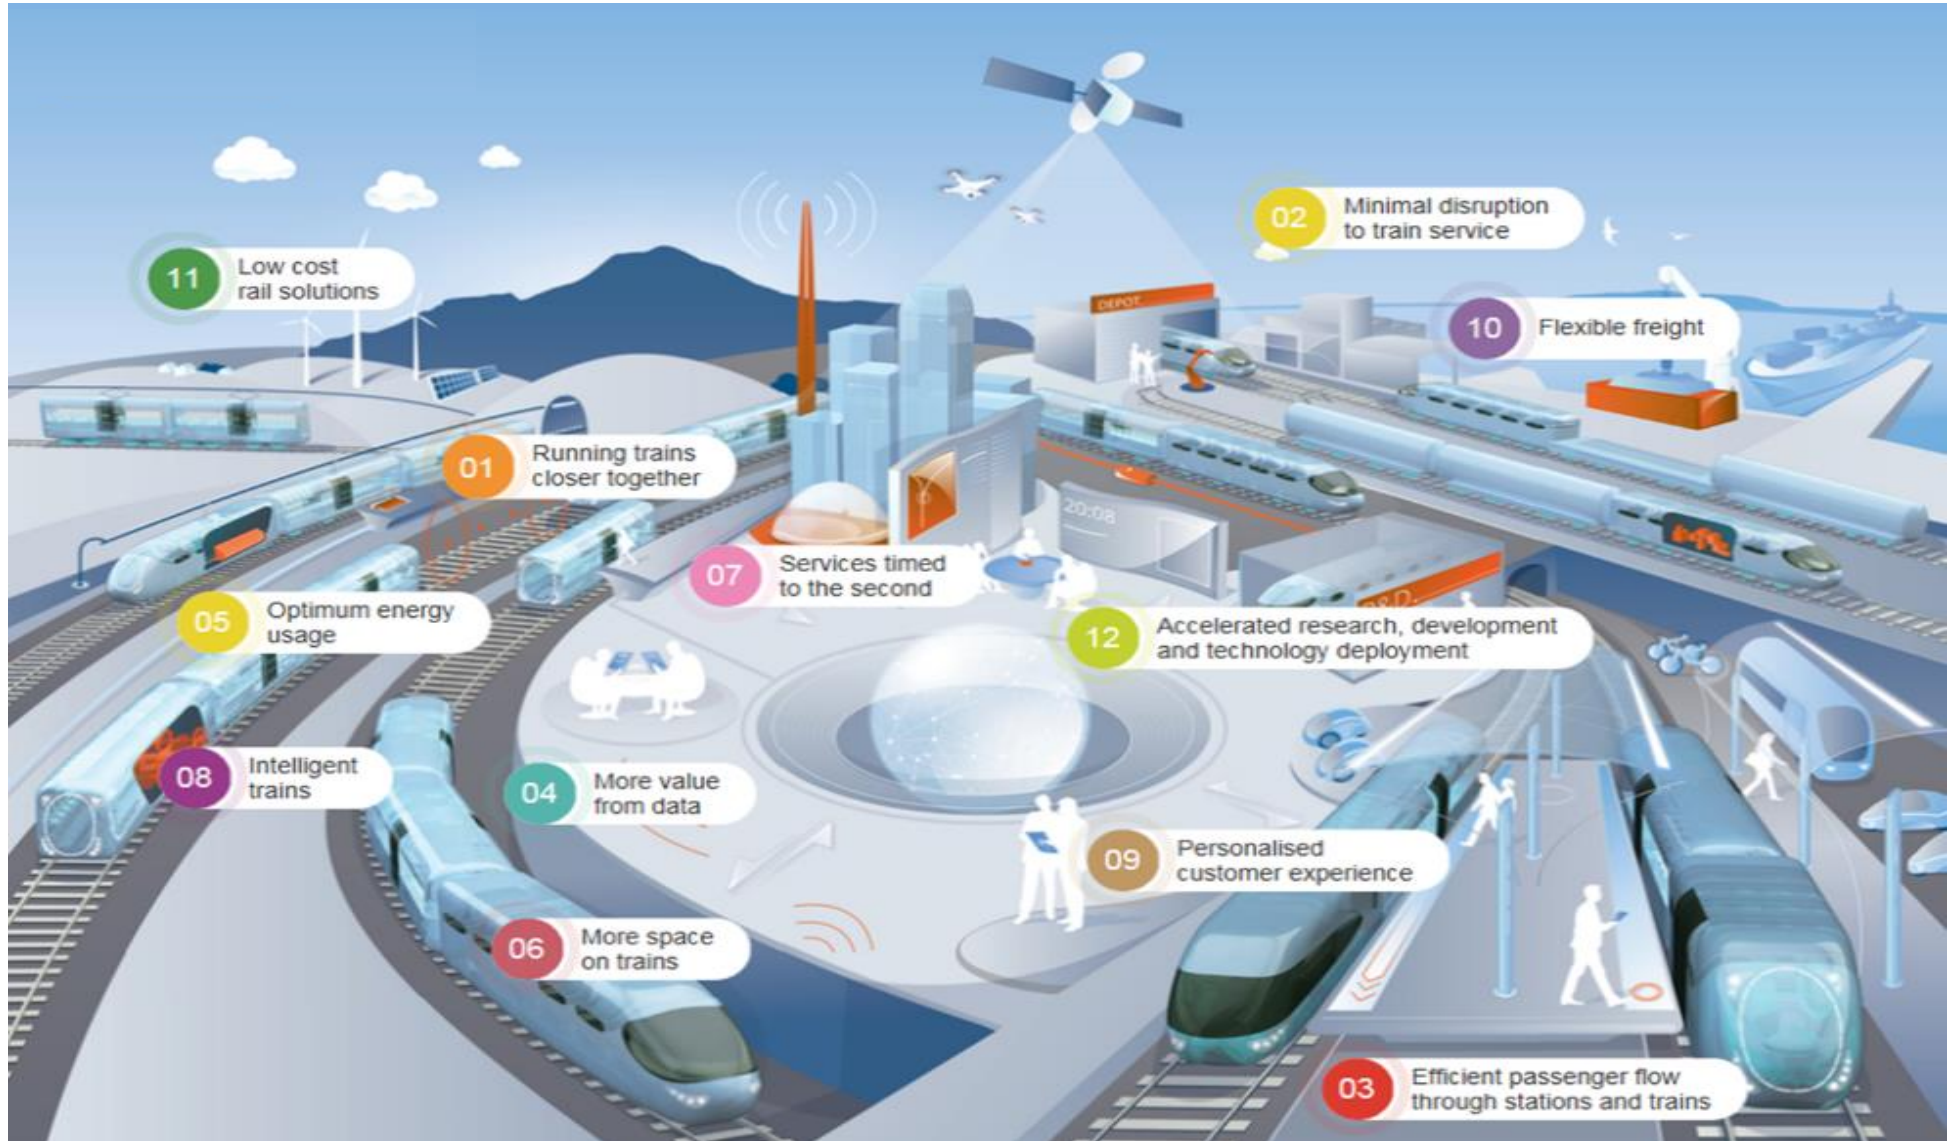 02
Minimal disruption
to train service
11
Low cost
rail solutions
DEPOT
10
Flexible freight
01
Running trains
closer together
20:08
07
Services timed
to the second
05
Optimum energy
usage
R&D.
12
Accelerated research, development
and technology deployment
08
Intelligent
trains
04
More value
from data
09
Personalised
customer experience
06
More space
on trains
03
Efficient passenger flow
through stations and trains